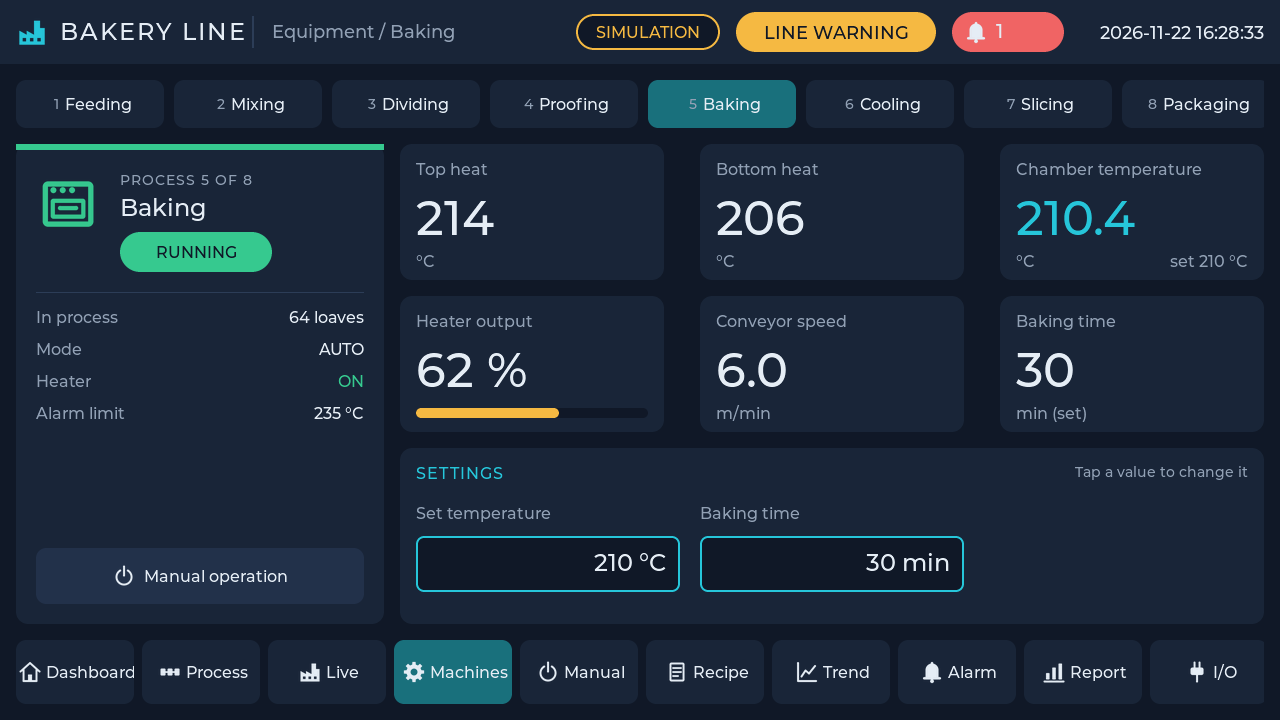 BAKERY LINE
Equipment / Baking
SIMULATION
LINE WARNING
1
2026-11-22 16:28:33
1 Feeding
2 Mixing
3 Dividing
4 Proofing
5 Baking
6 Cooling
7 Slicing
8 Packaging
PROCESS 5 OF 8
Baking
RUNNING
In process 64 loaves
Mode AUTO
Heater ON
Alarm limit 235 °C
Manual operation
Top heat
214
°C
Bottom heat
206
°C
Chamber temperature
210.4
°C set 210 °C
Heater output
62 %
Conveyor speed
6.0
m/min
Baking time
30
min (set)
SETTINGS
Tap a value to change it
Set temperature
210 °C
Baking time
30 min
Dashboard
Process
Live
Machines
Manual
Recipe
Trend
Alarm
Report
I/O